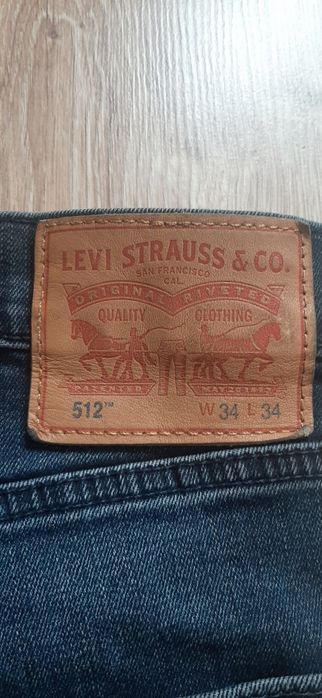 LEVI STRAUSS & CO.
SAN FRANCISCO
CAL.
ORIGINAL RIVETED
QUALITY CLOTHING
512™ W 34 L 34